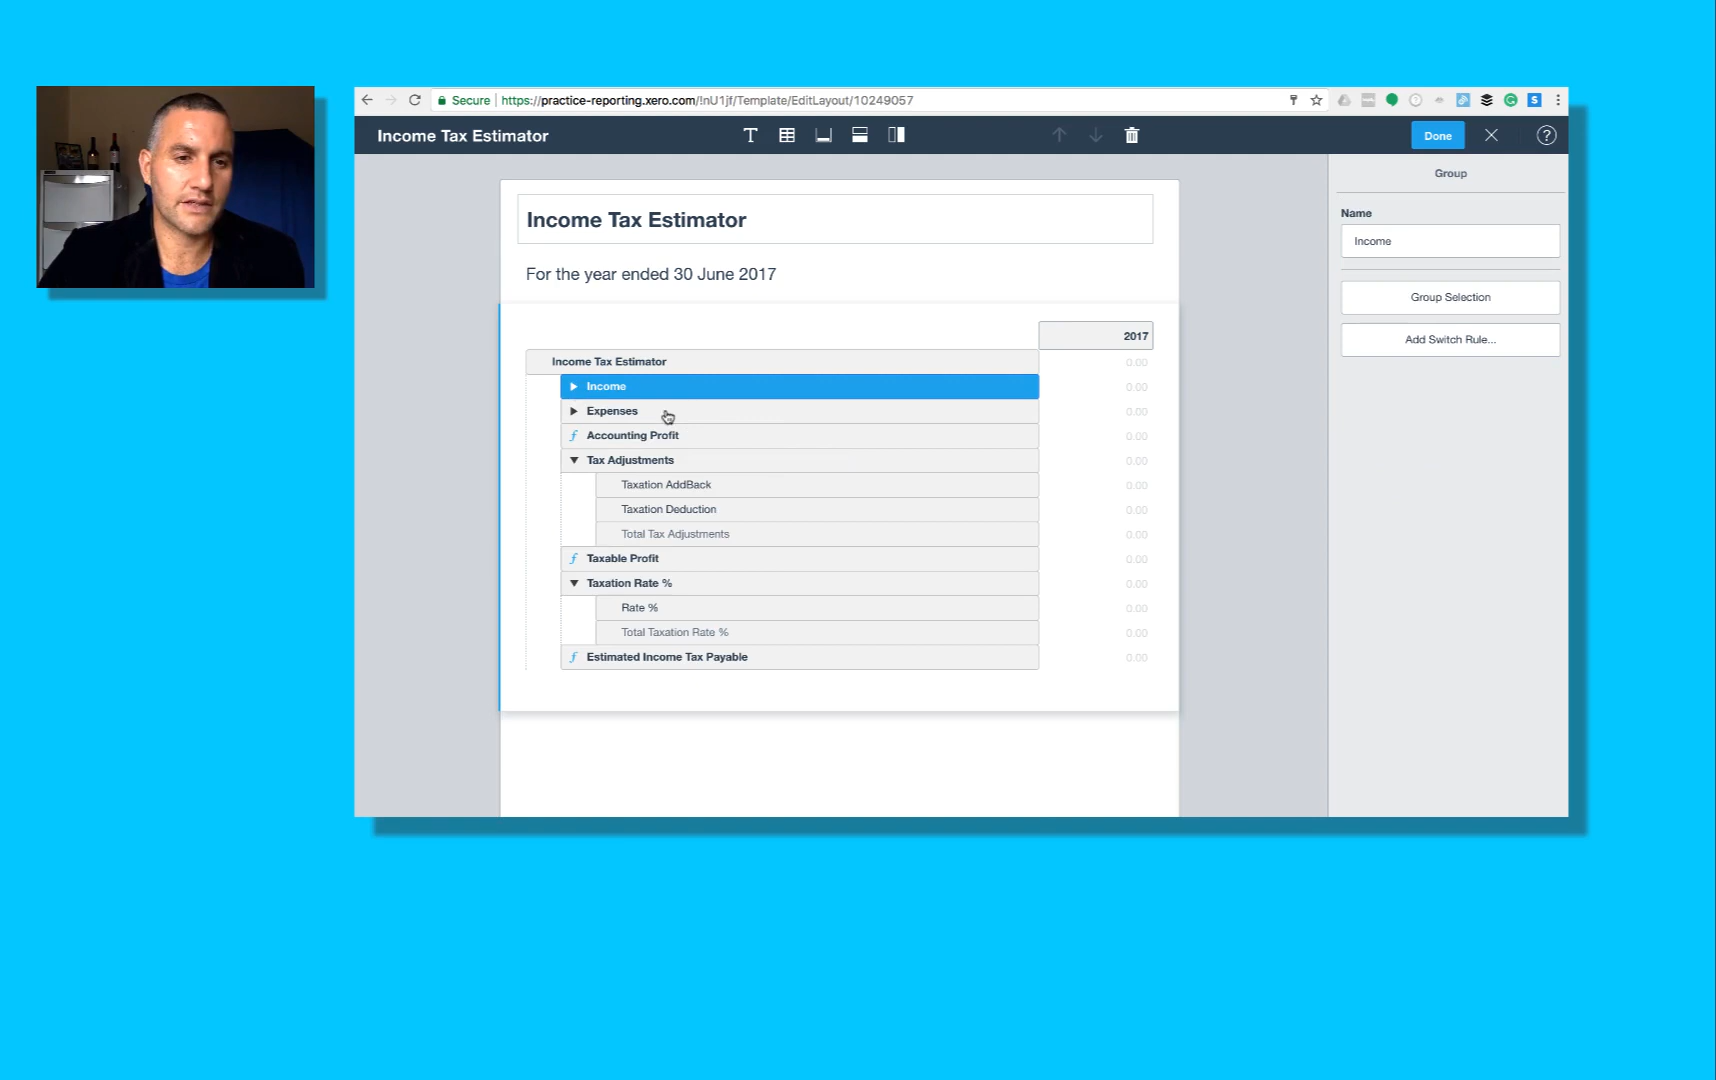 Secure | https://practice-reporting.xero.com/!nU1jf/Template/EditLayout/10249057
Income Tax Estimator
Done
Group
Name
Income
Group Selection
Add Switch Rule...
Income Tax Estimator
For the year ended 30 June 2017
2017
Income Tax Estimator 0.00
Income 0.00
Expenses 0.00
Accounting Profit 0.00
Tax Adjustments 0.00
Taxation AddBack 0.00
Taxation Deduction 0.00
Total Tax Adjustments 0.00
Taxable Profit 0.00
Taxation Rate % 0.00
Rate % 0.00
Total Taxation Rate % 0.00
Estimated Income Tax Payable 0.00